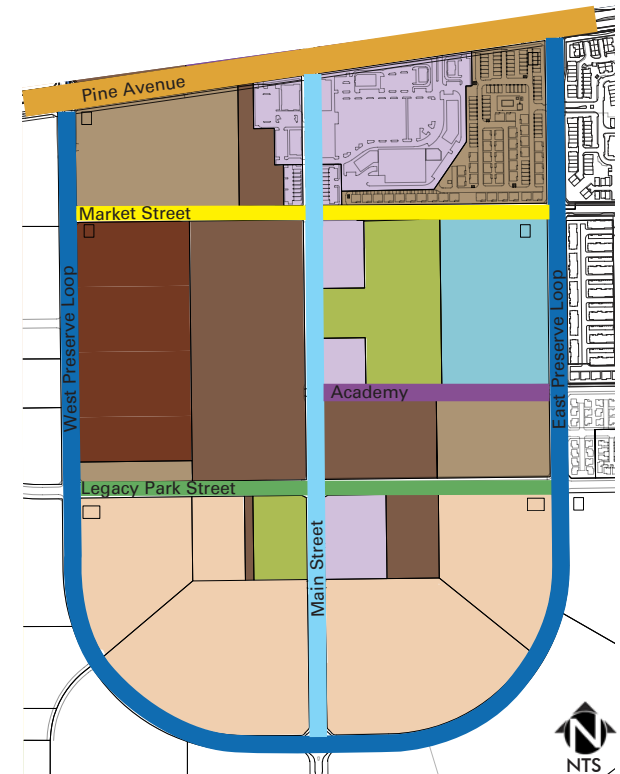 Pine Avenue
Market Street
West Preserve Loop
East Preserve Loop
Academy
Legacy Park Street
Main Street
N
NTS